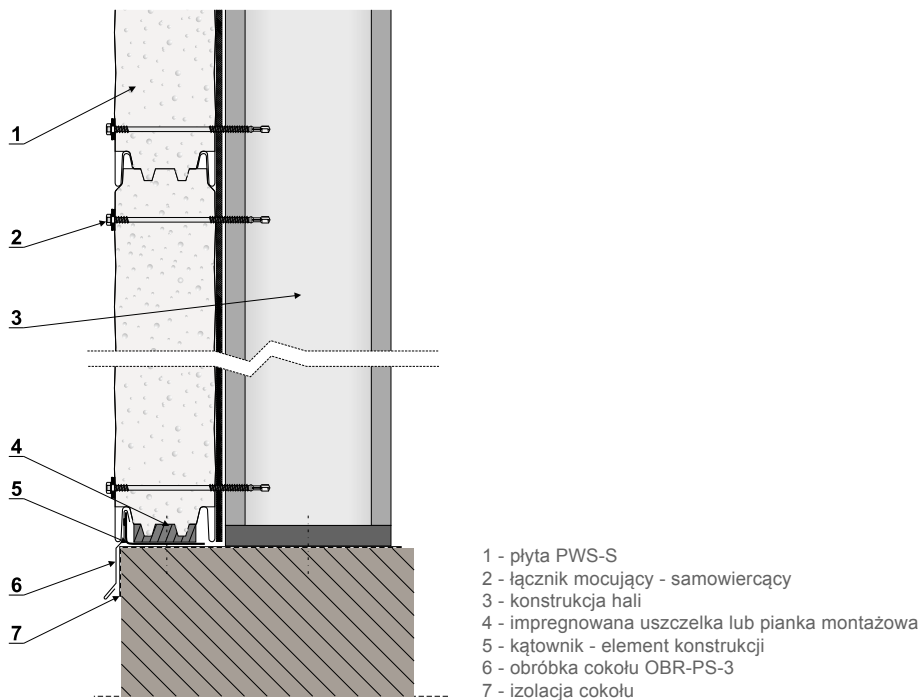 1
2
3
4
5
6
7
1 - płyta PWS-S
2 - łącznik mocujący - samowiercący
3 - konstrukcja hali
4 - impregnowana uszczelka lub pianka montażowa
5 - kątownik - element konstrukcji
6 - obróbka cokołu OBR-PS-3
7 - izolacja cokołu